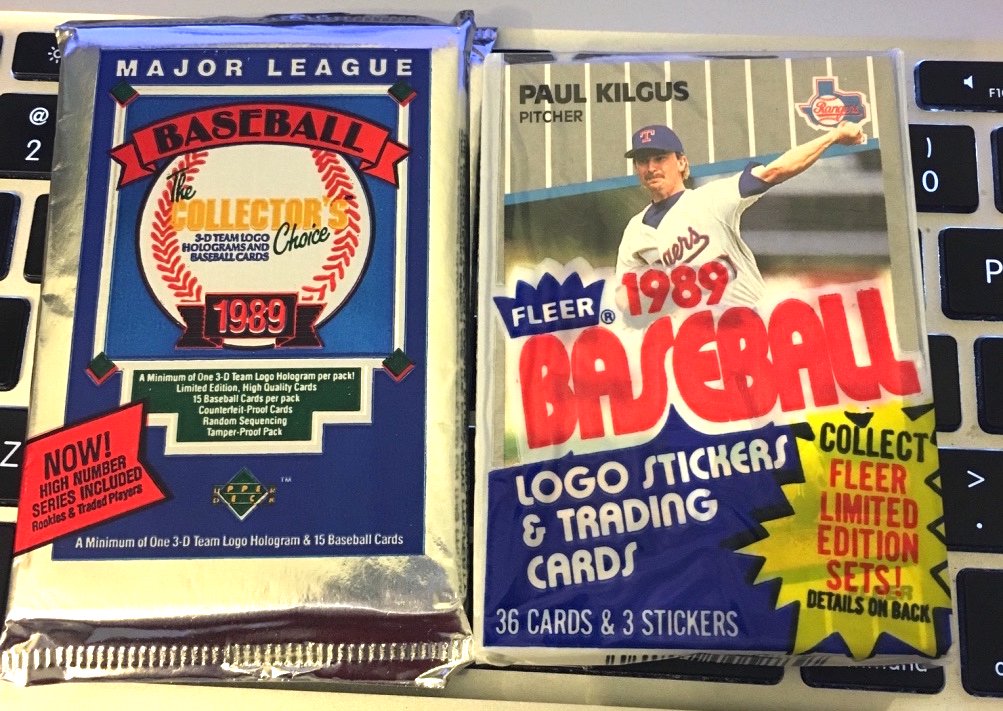 MAJOR LEAGUE
BASEBALL
The
COLLECTOR'S
Choice
3-D TEAM LOGO
HOLOGRAMS AND
BASEBALL CARDS
1989
A Minimum of One 3-D Team Logo Hologram per pack!
Limited Edition, High Quality Cards
15 Baseball Cards per pack
Counterfeit-Proof Cards
Random Sequencing
Tamper-Proof Pack
NOW!
HIGH NUMBER
SERIES INCLUDED
Rookies & Traded Players
TM
A Minimum of One 3-D Team Logo Hologram & 15 Baseball Cards
PAUL KILGUS
PITCHER
Rangers
T
1989
FLEER®
BASEBALL
LOGO STICKERS
& TRADING
CARDS
36 CARDS & 3 STICKERS
COLLECT
FLEER
LIMITED
EDITION
SETS!
DETAILS ON BACK
@
2
Z
F10
)
0
P
>
.